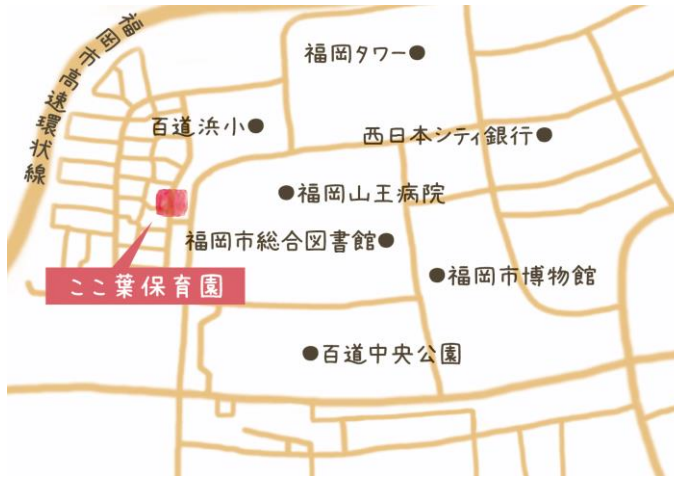 福岡市高速環状線
福岡タワー●
百道浜小●
西日本シティ銀行●
●福岡山王病院
福岡市総合図書館●
●福岡市博物館
ここ葉保育園
●百道中央公園